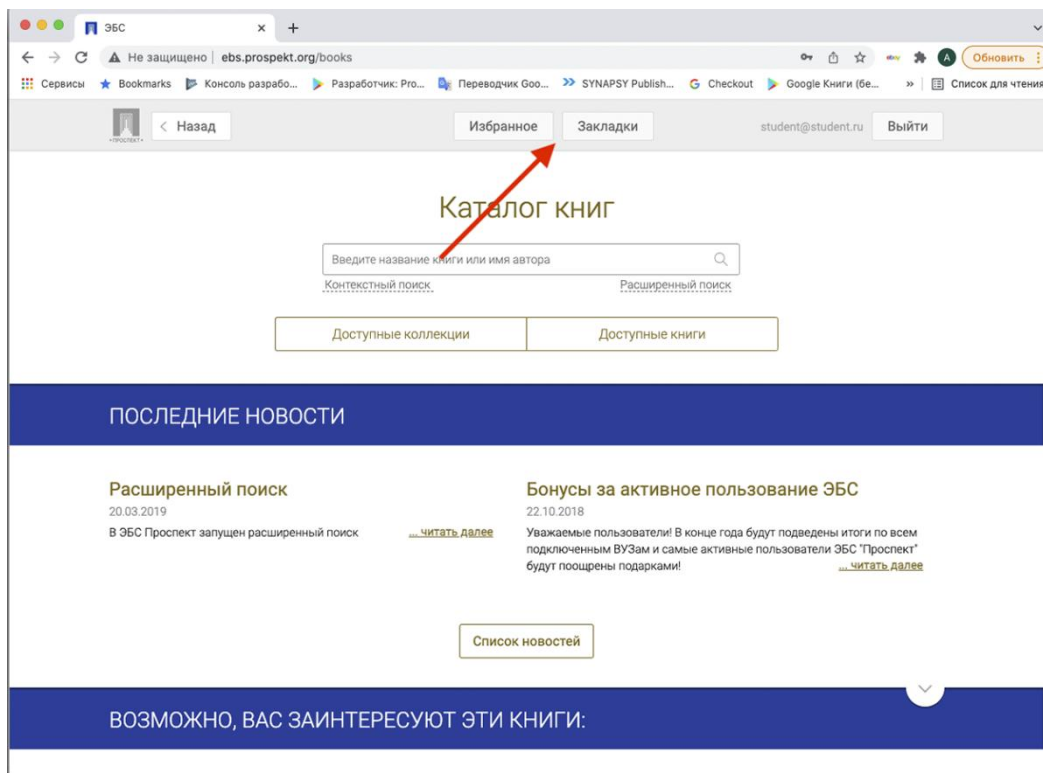 ЭБС
Не защищено ebs.prospekt.org/books
A Обновить
Сервисы Bookmarks Консоль разрабо... Разработчик: Pro... Переводчик Goo... SYNAPSY Publish... Checkout Google Книги (бе... » Список для чтения
·ПРОСПЕКТ·
< Назад Избранное Закладки student@student.ru Выйти
Каталог книг
Введите название книги или имя автора
Контекстный поиск Расширенный поиск
Доступные коллекции Доступные книги
ПОСЛЕДНИЕ НОВОСТИ
Расширенный поиск
20.03.2019
В ЭБС Проспект запущен расширенный поиск ... читать далее
Бонусы за активное пользование ЭБС
22.10.2018
Уважаемые пользователи! В конце года будут подведены итоги по всем
подключенным ВУЗам и самые активные пользователи ЭБС "Проспект"
будут поощрены подарками! ... читать далее
Список новостей
ВОЗМОЖНО, ВАС ЗАИНТЕРЕСУЮТ ЭТИ КНИГИ: